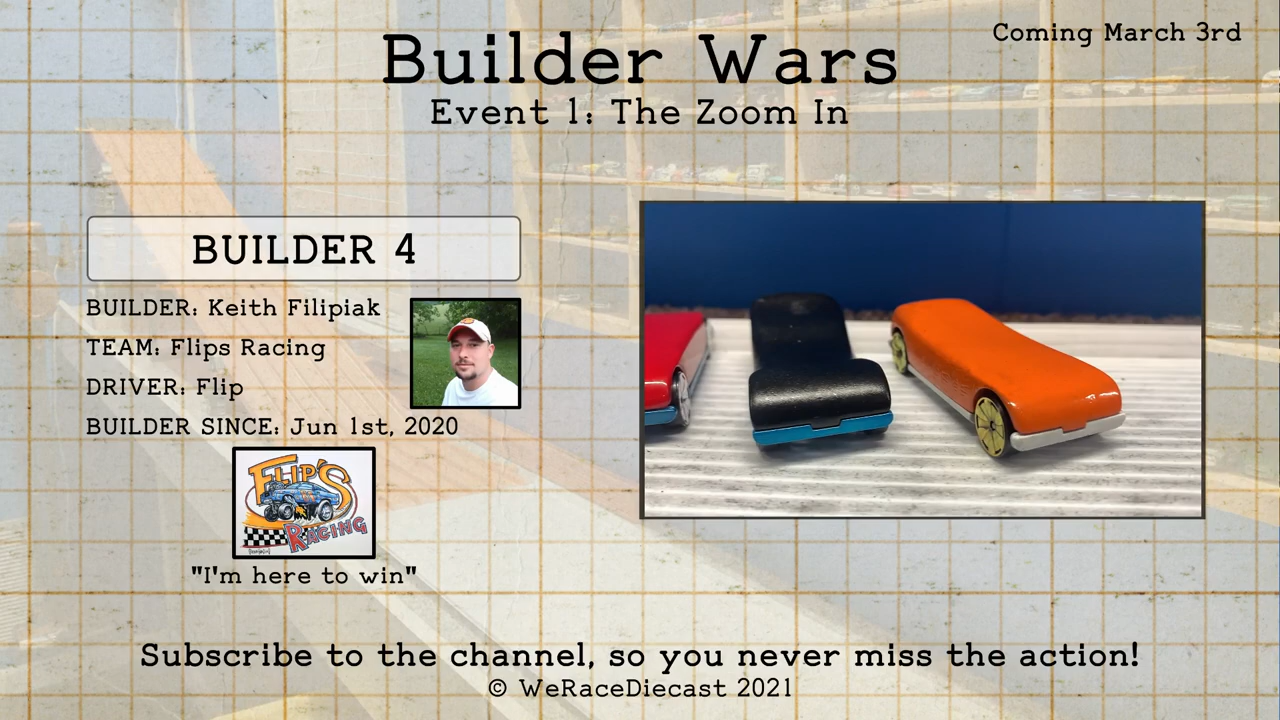 Coming March 3rd
Builder Wars
Event 1: The Zoom In
BUILDER 4
BUILDER: Keith Filipiak
TEAM: Flips Racing
DRIVER: Flip
BUILDER SINCE: Jun 1st, 2020
FLIP'S
RACING
"I'm here to win"
Subscribe to the channel, so you never miss the action!
© WeRaceDiecast 2021